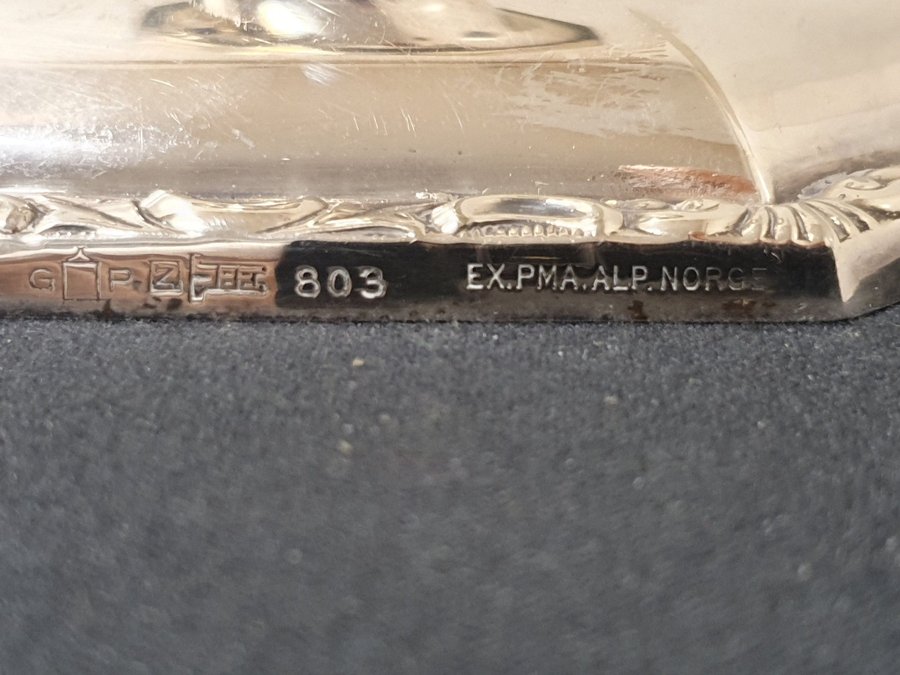 G P. Z 803 EX.PMA.ALP.NORGE